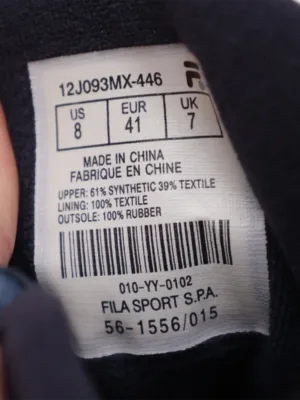 12J093MX-446
US EUR UK
8 41 7
MADE IN CHINA
FABRIQUE EN CHINE
UPPER: 61% SYNTHETIC 39% TEXTILE
LINING: 100% TEXTILE
OUTSOLE: 100% RUBBER
010-YY-0102
FILA SPORT S.P.A.
56-1556/015